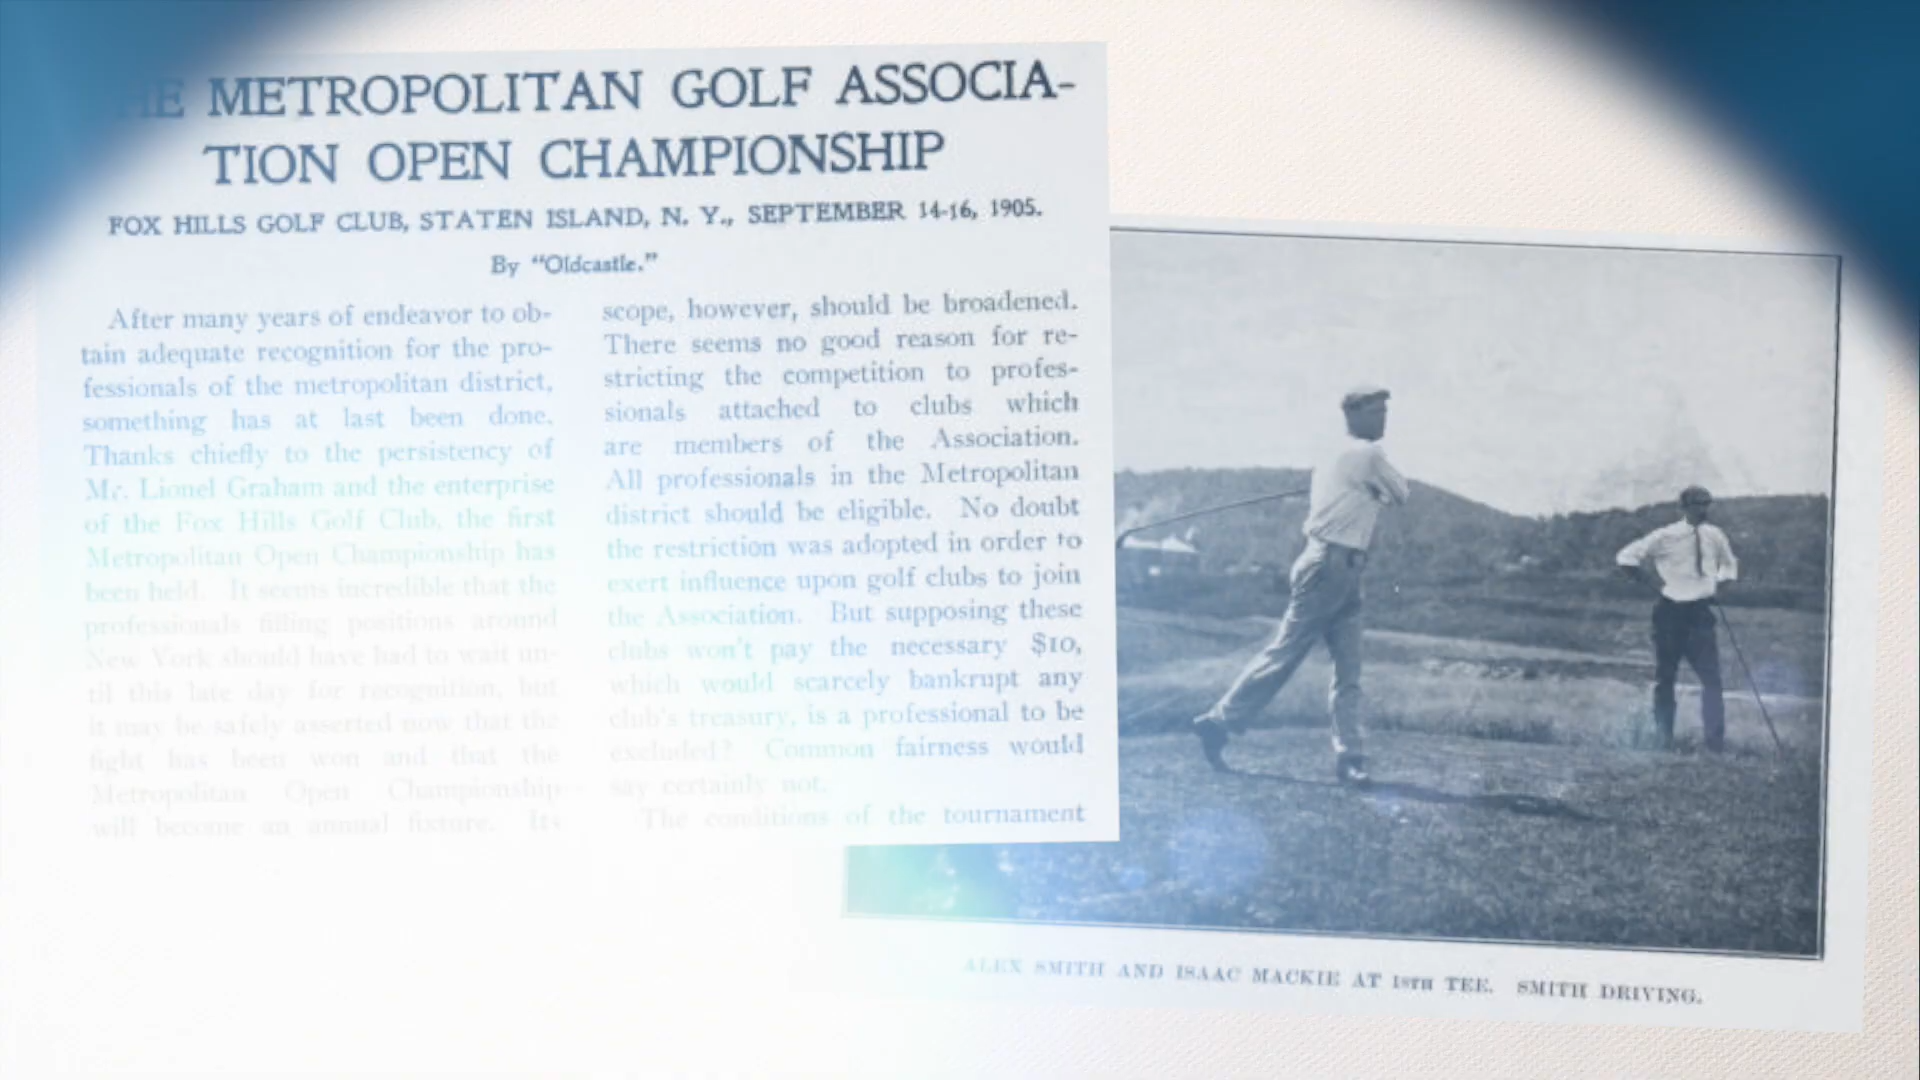 THE METROPOLITAN GOLF ASSOCIA-
TION OPEN CHAMPIONSHIP
FOX HILLS GOLF CLUB, STATEN ISLAND, N. Y., SEPTEMBER 14-16, 1905.
By “Oldcastle.”
After many years of endeavor to ob-
tain adequate recognition for the pro-
fessionals of the metropolitan district,
something has at last been done.
Thanks chiefly to the persistency of
Mr. Lionel Graham and the enterprise
of the Fox Hills Golf Club, the first
Metropolitan Open Championship has
been held. It seems incredible that the
professionals filling positions around
New York should have had to wait un-
til this late day for recognition, but
it may be safely asserted now that the
fight has been won and that the
Metropolitan Open Championship
will become an annual fixture. Its
scope, however, should be broadened.
There seems no good reason for re-
stricting the competition to profes-
sionals attached to clubs which
are members of the Association.
All professionals in the Metropolitan
district should be eligible. No doubt
the restriction was adopted in order to
exert influence upon golf clubs to join
the Association. But supposing these
clubs won't pay the necessary $10,
which would scarcely bankrupt any
club's treasury, is a professional to be
excluded? Common fairness would
say certainly not.
The conditions of the tournament
ALEX SMITH AND ISAAC MACKIE AT 18TH TEE. SMITH DRIVING.